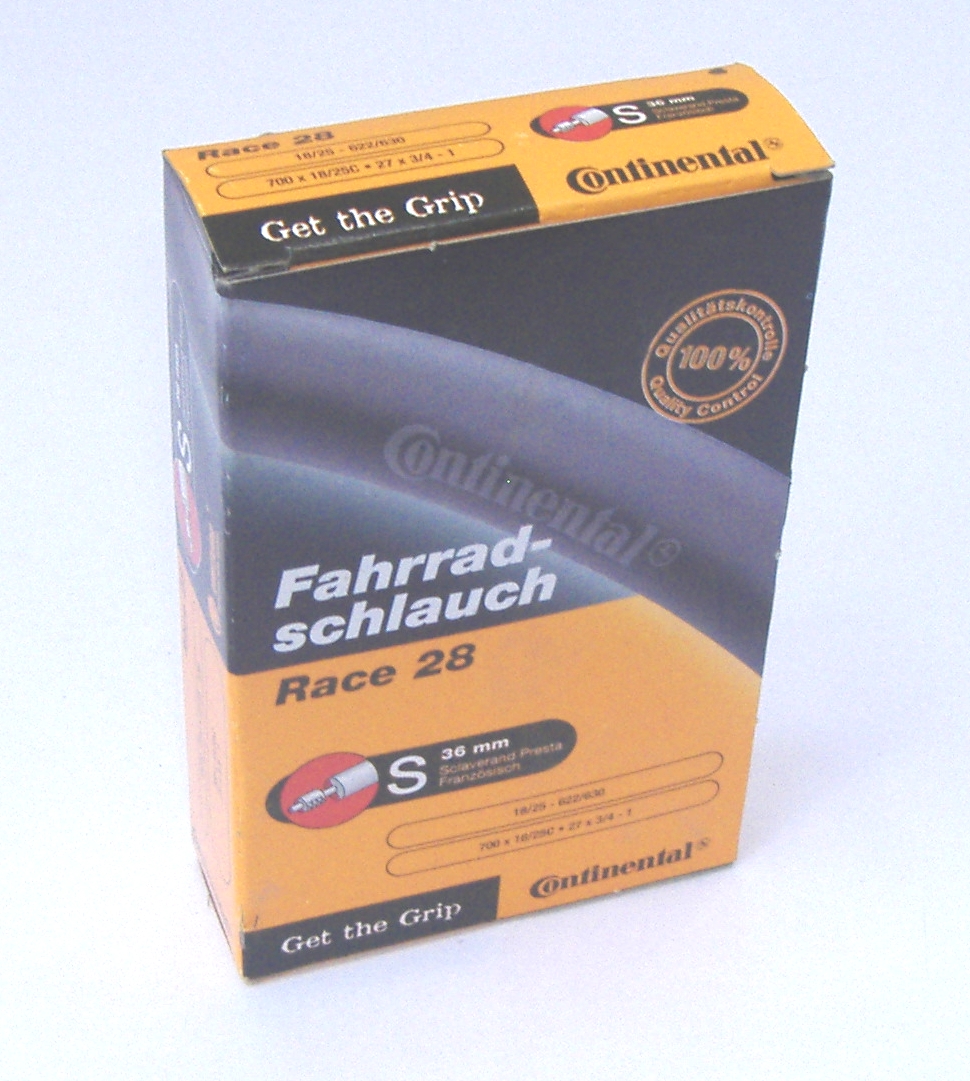 Race 28
18/25 - 622/630
700 x 18/25C • 27 x 3/4 - 1
Get the Grip
S
36 mm
Sclaverand Presta
Französisch
Continental®
Qualitätskontrolle
100%
Quality Control
Continental®
Fahrrad-
schlauch
Race 28
S
36 mm
Sclaverand Presta
Französisch
18/25 - 622/630
700 x 18/25C • 27 x 3/4 - 1
Get the Grip
Continental®
S